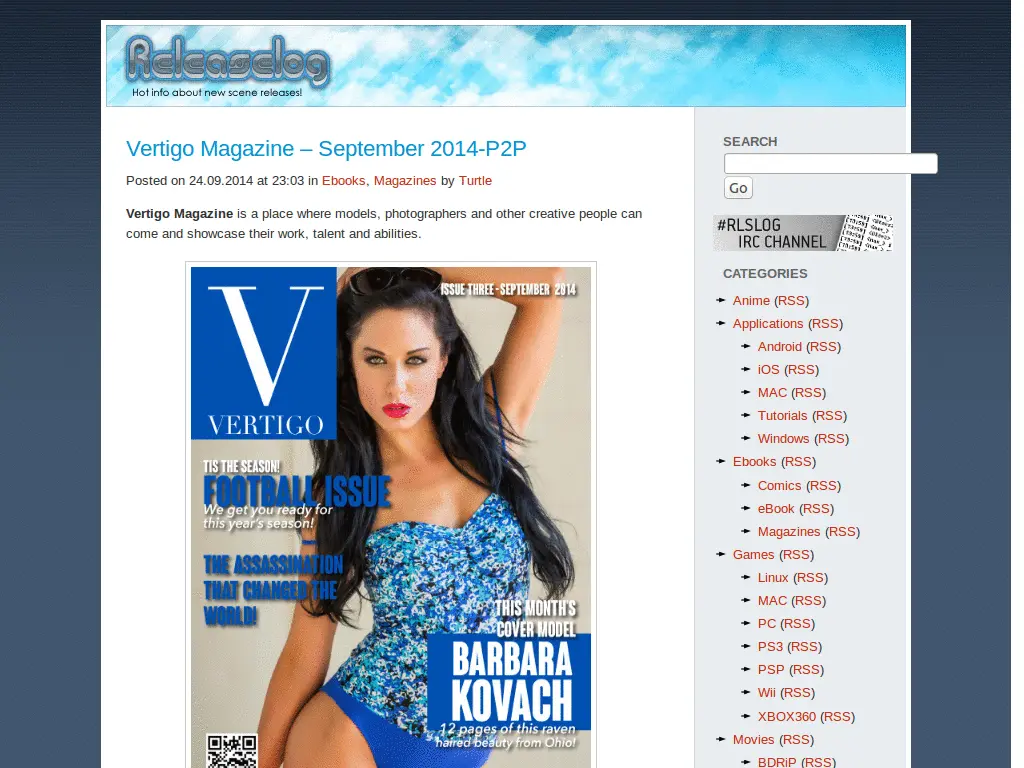 Releaselog
Hot info about new scene releases!
Vertigo Magazine – September 2014-P2P
Posted on 24.09.2014 at 23:03 in Ebooks, Magazines by Turtle
Vertigo Magazine is a place where models, photographers and other creative people can
come and showcase their work, talent and abilities.
V
VERTIGO
ISSUE THREE - SEPTEMBER 2014
TIS THE SEASON!
FOOTBALL ISSUE
We get you ready for
this year's season!
THE ASSASSINATION
THAT CHANGED THE
WORLD!
THIS MONTH'S
COVER MODEL
BARBARA
KOVACH
12 pages of this raven
haired beauty from Ohio!
SEARCH
Go
#RLSLOG
IRC CHANNEL
CATEGORIES
Anime (RSS)
Applications (RSS)
Android (RSS)
iOS (RSS)
MAC (RSS)
Tutorials (RSS)
Windows (RSS)
Ebooks (RSS)
Comics (RSS)
eBook (RSS)
Magazines (RSS)
Games (RSS)
Linux (RSS)
MAC (RSS)
PC (RSS)
PS3 (RSS)
PSP (RSS)
Wii (RSS)
XBOX360 (RSS)
Movies (RSS)
BDRiP (RSS)